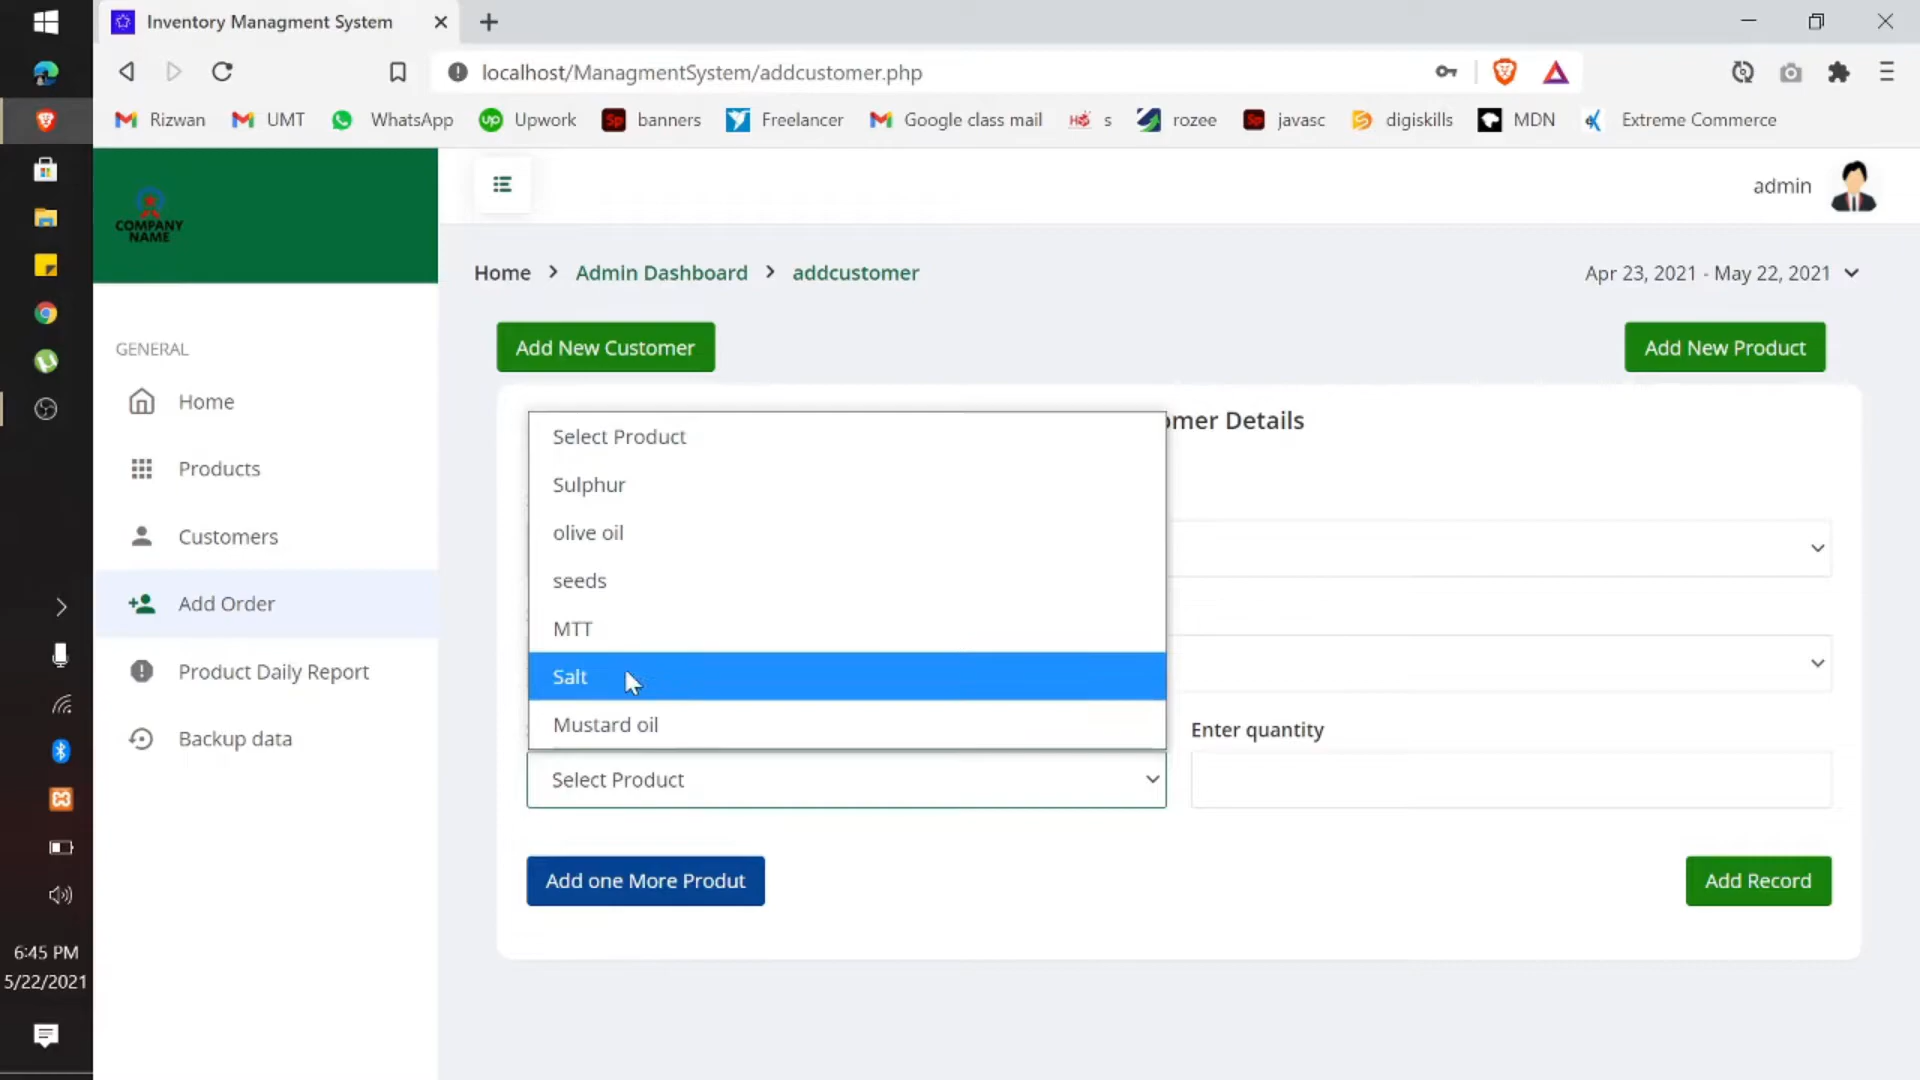 Inventory Managment System
localhost/ManagmentSystem/addcustomer.php
Rizwan UMT WhatsApp Upwork banners Freelancer Google class mail s rozee javasc digiskills MDN Extreme Commerce
COMPANY
NAME
admin
Home > Admin Dashboard > addcustomer
Apr 23, 2021 - May 22, 2021
GENERAL
Home
Products
Customers
Add Order
Product Daily Report
Backup data
Add New Customer
Add New Product
omer Details
Select Product
Sulphur
olive oil
seeds
MTT
Salt
Mustard oil
Enter quantity
Select Product
Add one More Produt
Add Record
6:45 PM
5/22/2021